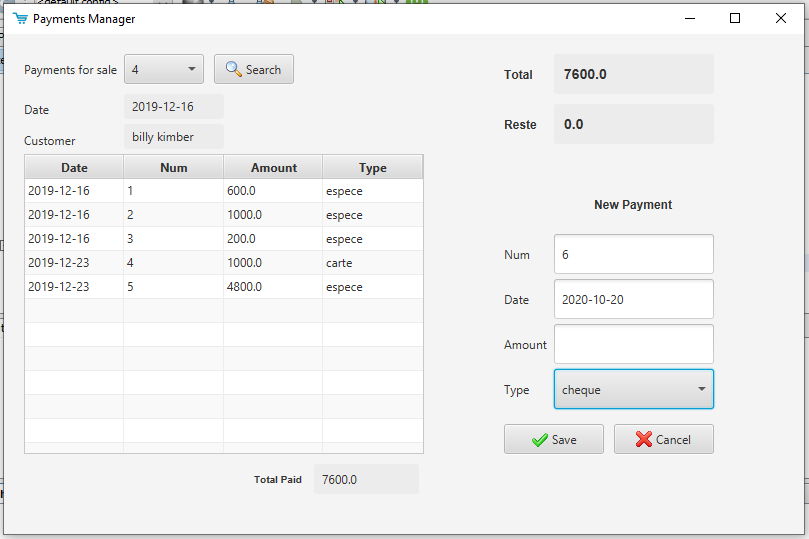 <default config>
Payments Manager
Payments for sale 4 Search
Date 2019-12-16
Customer billy kimber
Date Num Amount Type
2019-12-16 1 600.0 espece
2019-12-16 2 1000.0 espece
2019-12-16 3 200.0 espece
2019-12-23 4 1000.0 carte
2019-12-23 5 4800.0 espece
Total Paid 7600.0
Total 7600.0
Reste 0.0
New Payment
Num 6
Date 2020-10-20
Amount
Type cheque
Save Cancel